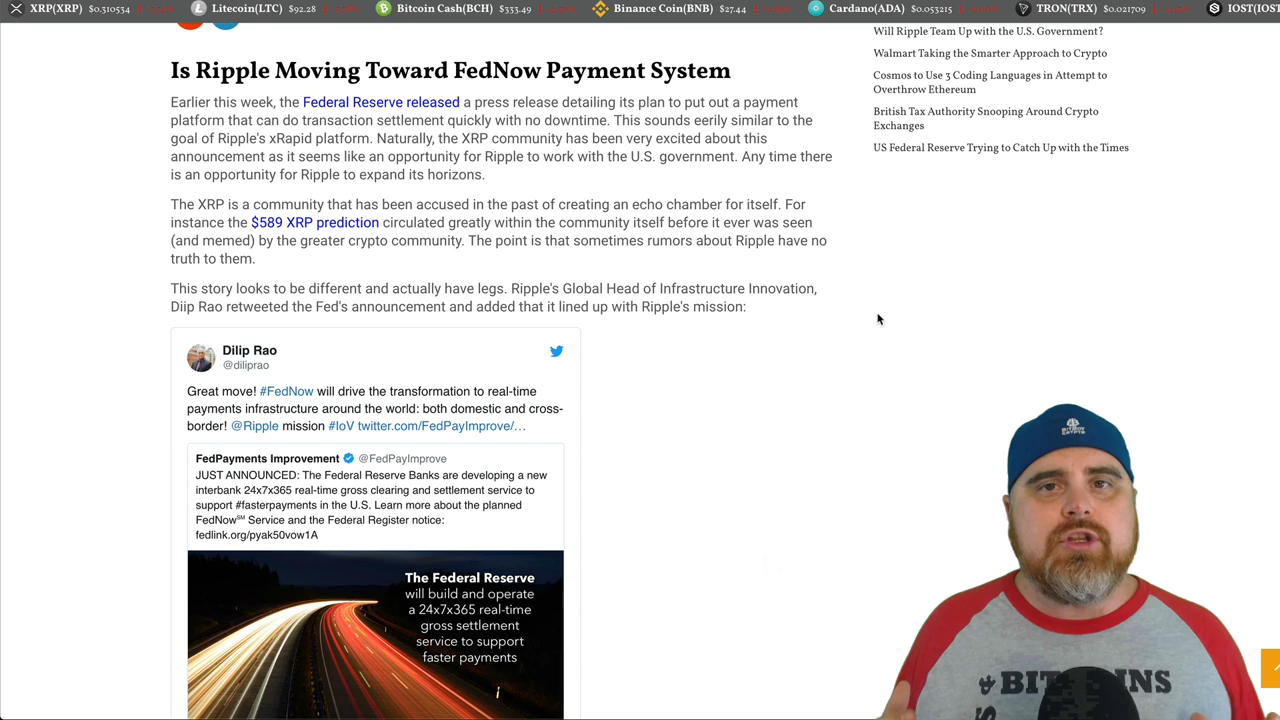 XRP(XRP) $0.310534 Litecoin(LTC) $92.28 Bitcoin Cash(BCH) $333.49 Binance Coin(BNB) $27.44 Cardano(ADA) $0.053215 TRON(TRX) $0.021709 IOST(IOST
Is Ripple Moving Toward FedNow Payment System
Earlier this week, the Federal Reserve released a press release detailing its plan to put out a payment
platform that can do transaction settlement quickly with no downtime. This sounds eerily similar to the
goal of Ripple's xRapid platform. Naturally, the XRP community has been very excited about this
announcement as it seems like an opportunity for Ripple to work with the U.S. government. Any time there
is an opportunity for Ripple to expand its horizons.
The XRP is a community that has been accused in the past of creating an echo chamber for itself. For
instance the $589 XRP prediction circulated greatly within the community itself before it ever was seen
(and memed) by the greater crypto community. The point is that sometimes rumors about Ripple have no
truth to them.
This story looks to be different and actually have legs. Ripple's Global Head of Infrastructure Innovation,
Diip Rao retweeted the Fed's announcement and added that it lined up with Ripple's mission:
Dilip Rao
@diliprao
Great move! #FedNow will drive the transformation to real-time
payments infrastructure around the world: both domestic and cross-
border! @Ripple mission #IoV twitter.com/FedPayImprove/…
FedPayments Improvement @FedPayImprove
JUST ANNOUNCED: The Federal Reserve Banks are developing a new
interbank 24x7x365 real-time gross clearing and settlement service to
support #fasterpayments in the U.S. Learn more about the planned
FedNow℠ Service and the Federal Register notice:
fedlink.org/pyak50vow1A
The Federal Reserve
will build and operate
a 24x7x365 real-time
gross settlement
service to support
faster payments
Will Ripple Team Up with the U.S. Government?
Walmart Taking the Smarter Approach to Crypto
Cosmos to Use 3 Coding Languages in Attempt to
Overthrow Ethereum
British Tax Authority Snooping Around Crypto
Exchanges
US Federal Reserve Trying to Catch Up with the Times
BITBOY
CRYPTO